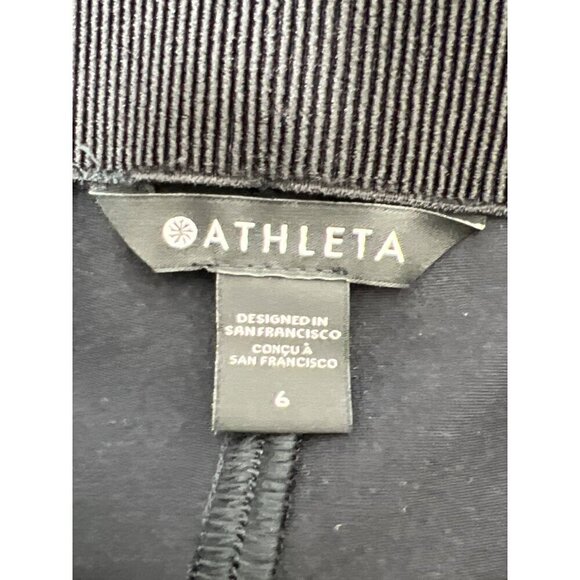 ATHLETA
DESIGNED IN
SAN FRANCISCO
CONÇU À
SAN FRANCISCO
6